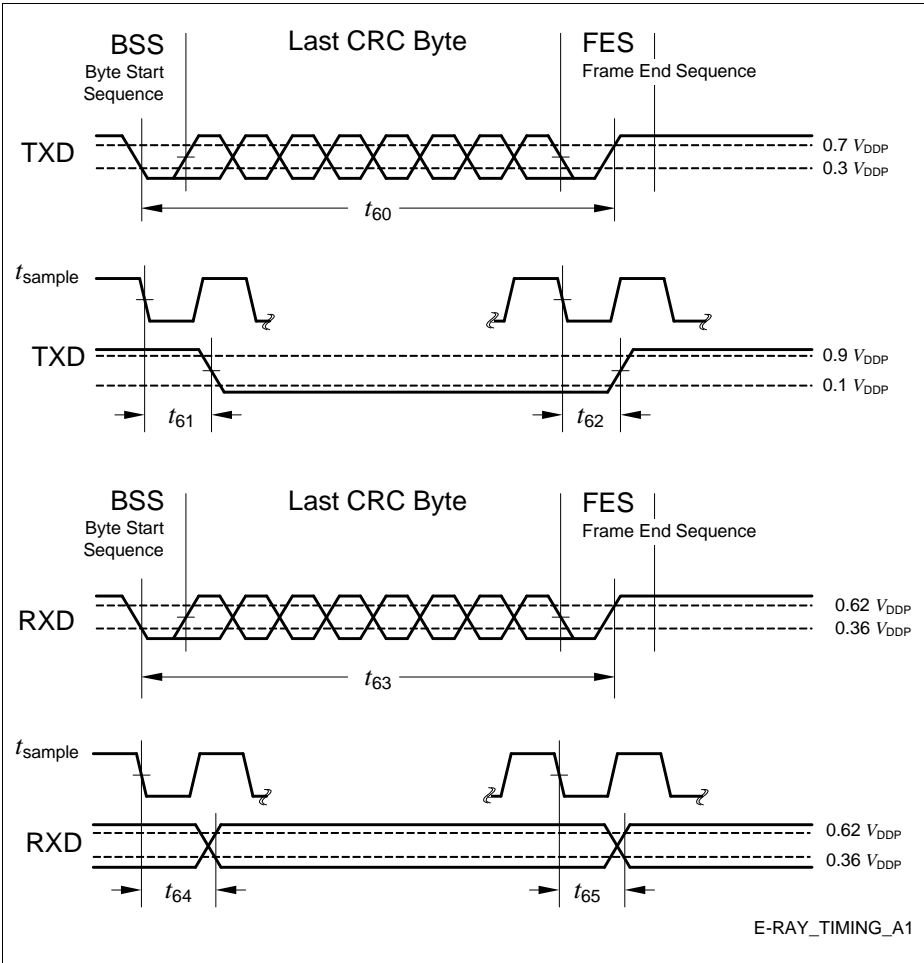 BSS Last CRC Byte FES
Byte Start Frame End Sequence
Sequence
TXD
0.7 VDDP
0.3 VDDP
t60
tsample
TXD
0.9 VDDP
0.1 VDDP
t61 t62
BSS Last CRC Byte FES
Byte Start Frame End Sequence
Sequence
RXD
0.62 VDDP
0.36 VDDP
t63
tsample
RXD
0.62 VDDP
0.36 VDDP
t64 t65
E-RAY_TIMING_A1